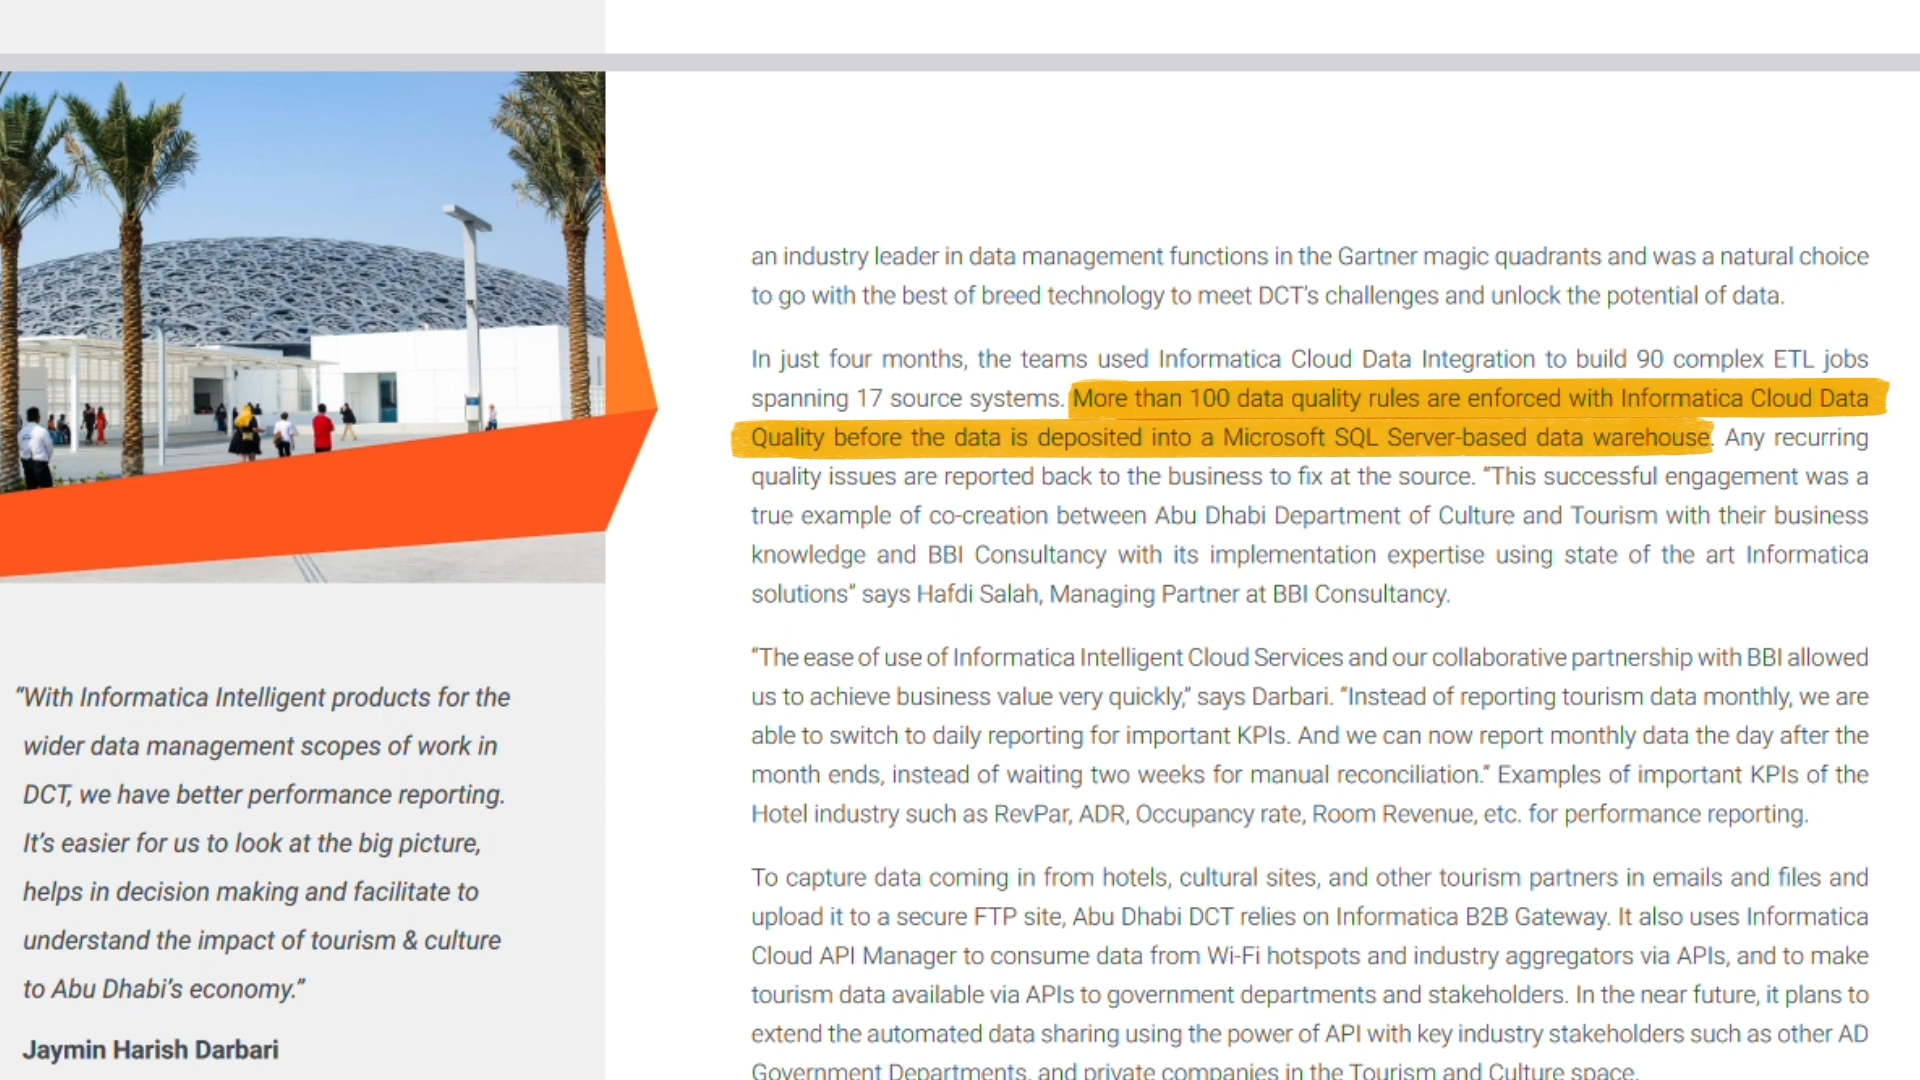 an industry leader in data management functions in the Gartner magic quadrants and was a natural choice
to go with the best of breed technology to meet DCT's challenges and unlock the potential of data.
In just four months, the teams used Informatica Cloud Data Integration to build 90 complex ETL jobs
spanning 17 source systems. More than 100 data quality rules are enforced with Informatica Cloud Data
Quality before the data is deposited into a Microsoft SQL Server-based data warehouse. Any recurring
quality issues are reported back to the business to fix at the source. “This successful engagement was a
true example of co-creation between Abu Dhabi Department of Culture and Tourism with their business
knowledge and BBI Consultancy with its implementation expertise using state of the art Informatica
solutions” says Hafdi Salah, Managing Partner at BBI Consultancy.
“The ease of use of Informatica Intelligent Cloud Services and our collaborative partnership with BBI allowed
us to achieve business value very quickly,” says Darbari. “Instead of reporting tourism data monthly, we are
able to switch to daily reporting for important KPIs. And we can now report monthly data the day after the
month ends, instead of waiting two weeks for manual reconciliation.” Examples of important KPIs of the
Hotel industry such as RevPar, ADR, Occupancy rate, Room Revenue, etc. for performance reporting.
To capture data coming in from hotels, cultural sites, and other tourism partners in emails and files and
upload it to a secure FTP site, Abu Dhabi DCT relies on Informatica B2B Gateway. It also uses Informatica
Cloud API Manager to consume data from Wi-Fi hotspots and industry aggregators via APIs, and to make
tourism data available via APIs to government departments and stakeholders. In the near future, it plans to
extend the automated data sharing using the power of API with key industry stakeholders such as other AD
Government Departments, and private companies in the Tourism and Culture space.
“With Informatica Intelligent products for the
wider data management scopes of work in
DCT, we have better performance reporting.
It's easier for us to look at the big picture,
helps in decision making and facilitate to
understand the impact of tourism & culture
to Abu Dhabi's economy.”
Jaymin Harish Darbari